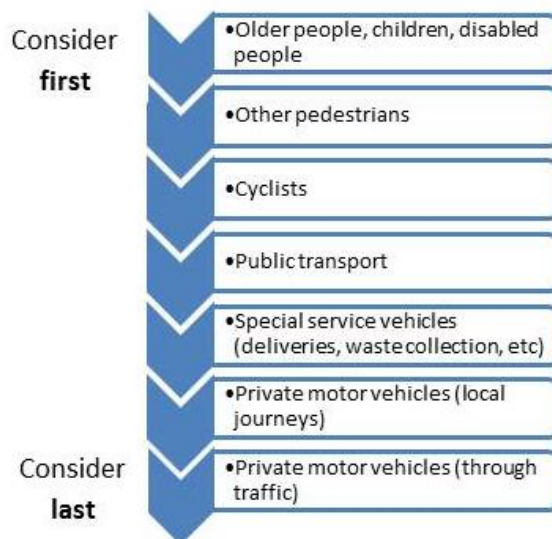 Consider
first
•Older people, children, disabled
people
•Other pedestrians
•Cyclists
•Public transport
•Special service vehicles
(deliveries, waste collection, etc)
•Private motor vehicles (local
journeys)
Consider
last
•Private motor vehicles (through
traffic)